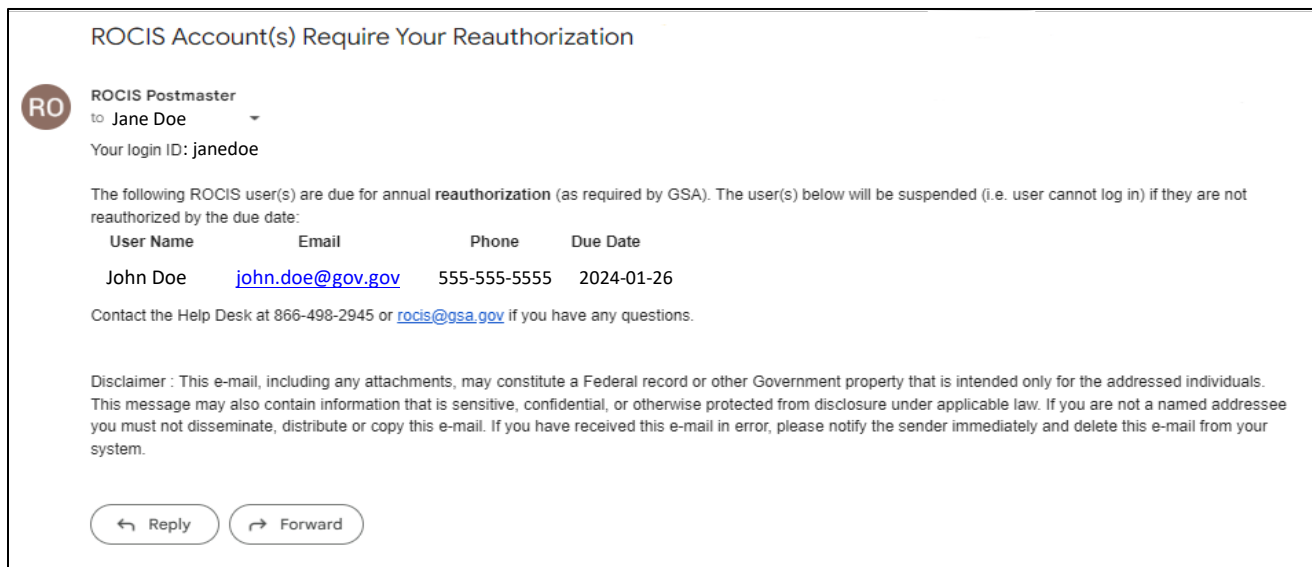 ROCIS Account(s) Require Your Reauthorization
RO
ROCIS Postmaster
to Jane Doe
Your login ID: janedoe
The following ROCIS user(s) are due for annual reauthorization (as required by GSA). The user(s) below will be suspended (i.e. user cannot log in) if they are not
reauthorized by the due date:
User Name Email Phone Due Date
John Doe john.doe@gov.gov 555-555-5555 2024-01-26
Contact the Help Desk at 866-498-2945 or rocis@gsa.gov if you have any questions.
Disclaimer : This e-mail, including any attachments, may constitute a Federal record or other Government property that is intended only for the addressed individuals.
This message may also contain information that is sensitive, confidential, or otherwise protected from disclosure under applicable law. If you are not a named addressee
you must not disseminate, distribute or copy this e-mail. If you have received this e-mail in error, please notify the sender immediately and delete this e-mail from your
system.
Reply Forward